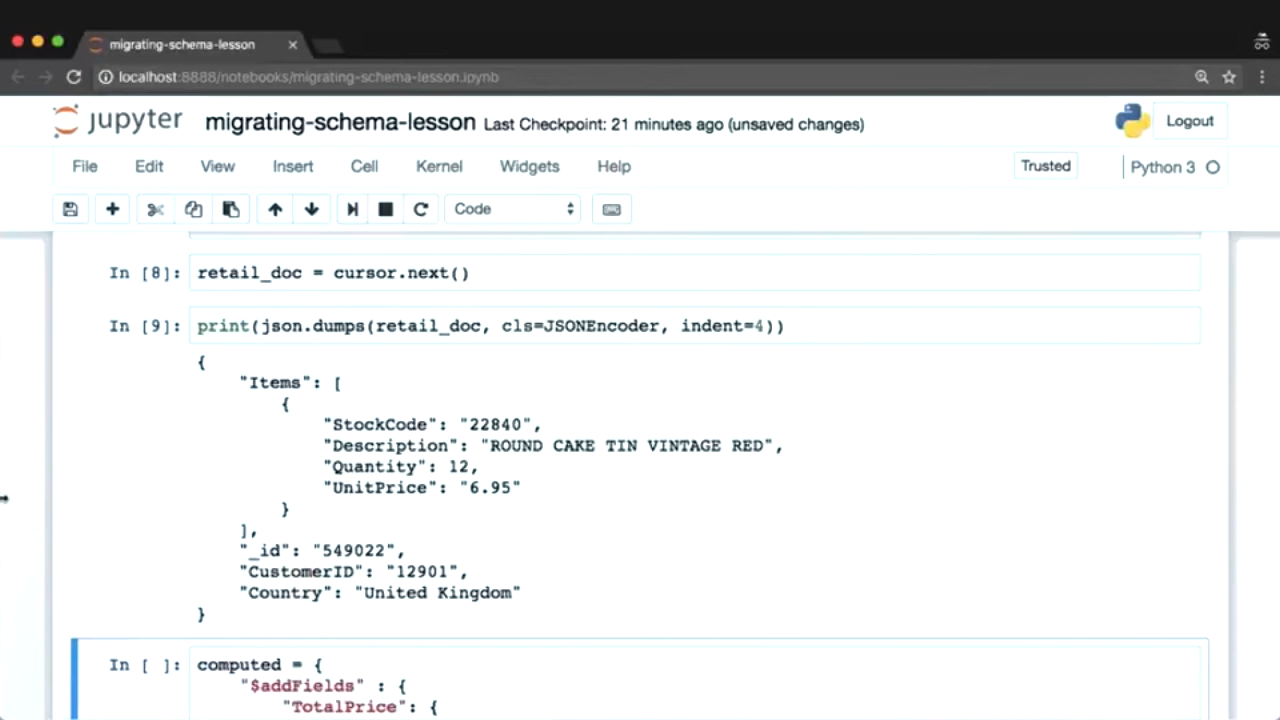 migrating-schema-lesson
localhost:8888/notebooks/migrating-schema-lesson.ipynb
jupyter migrating-schema-lesson Last Checkpoint: 21 minutes ago (unsaved changes) Logout
File Edit View Insert Cell Kernel Widgets Help Trusted Python 3
Code
In [8]: retail_doc = cursor.next()
In [9]: print(json.dumps(retail_doc, cls=JSONEncoder, indent=4))
{
"Items": [
{
"StockCode": "22840",
"Description": "ROUND CAKE TIN VINTAGE RED",
"Quantity": 12,
"UnitPrice": "6.95"
}
],
"_id": "549022",
"CustomerID": "12901",
"Country": "United Kingdom"
}
In [ ]: computed = {
"$addFields" : {
"TotalPrice": {